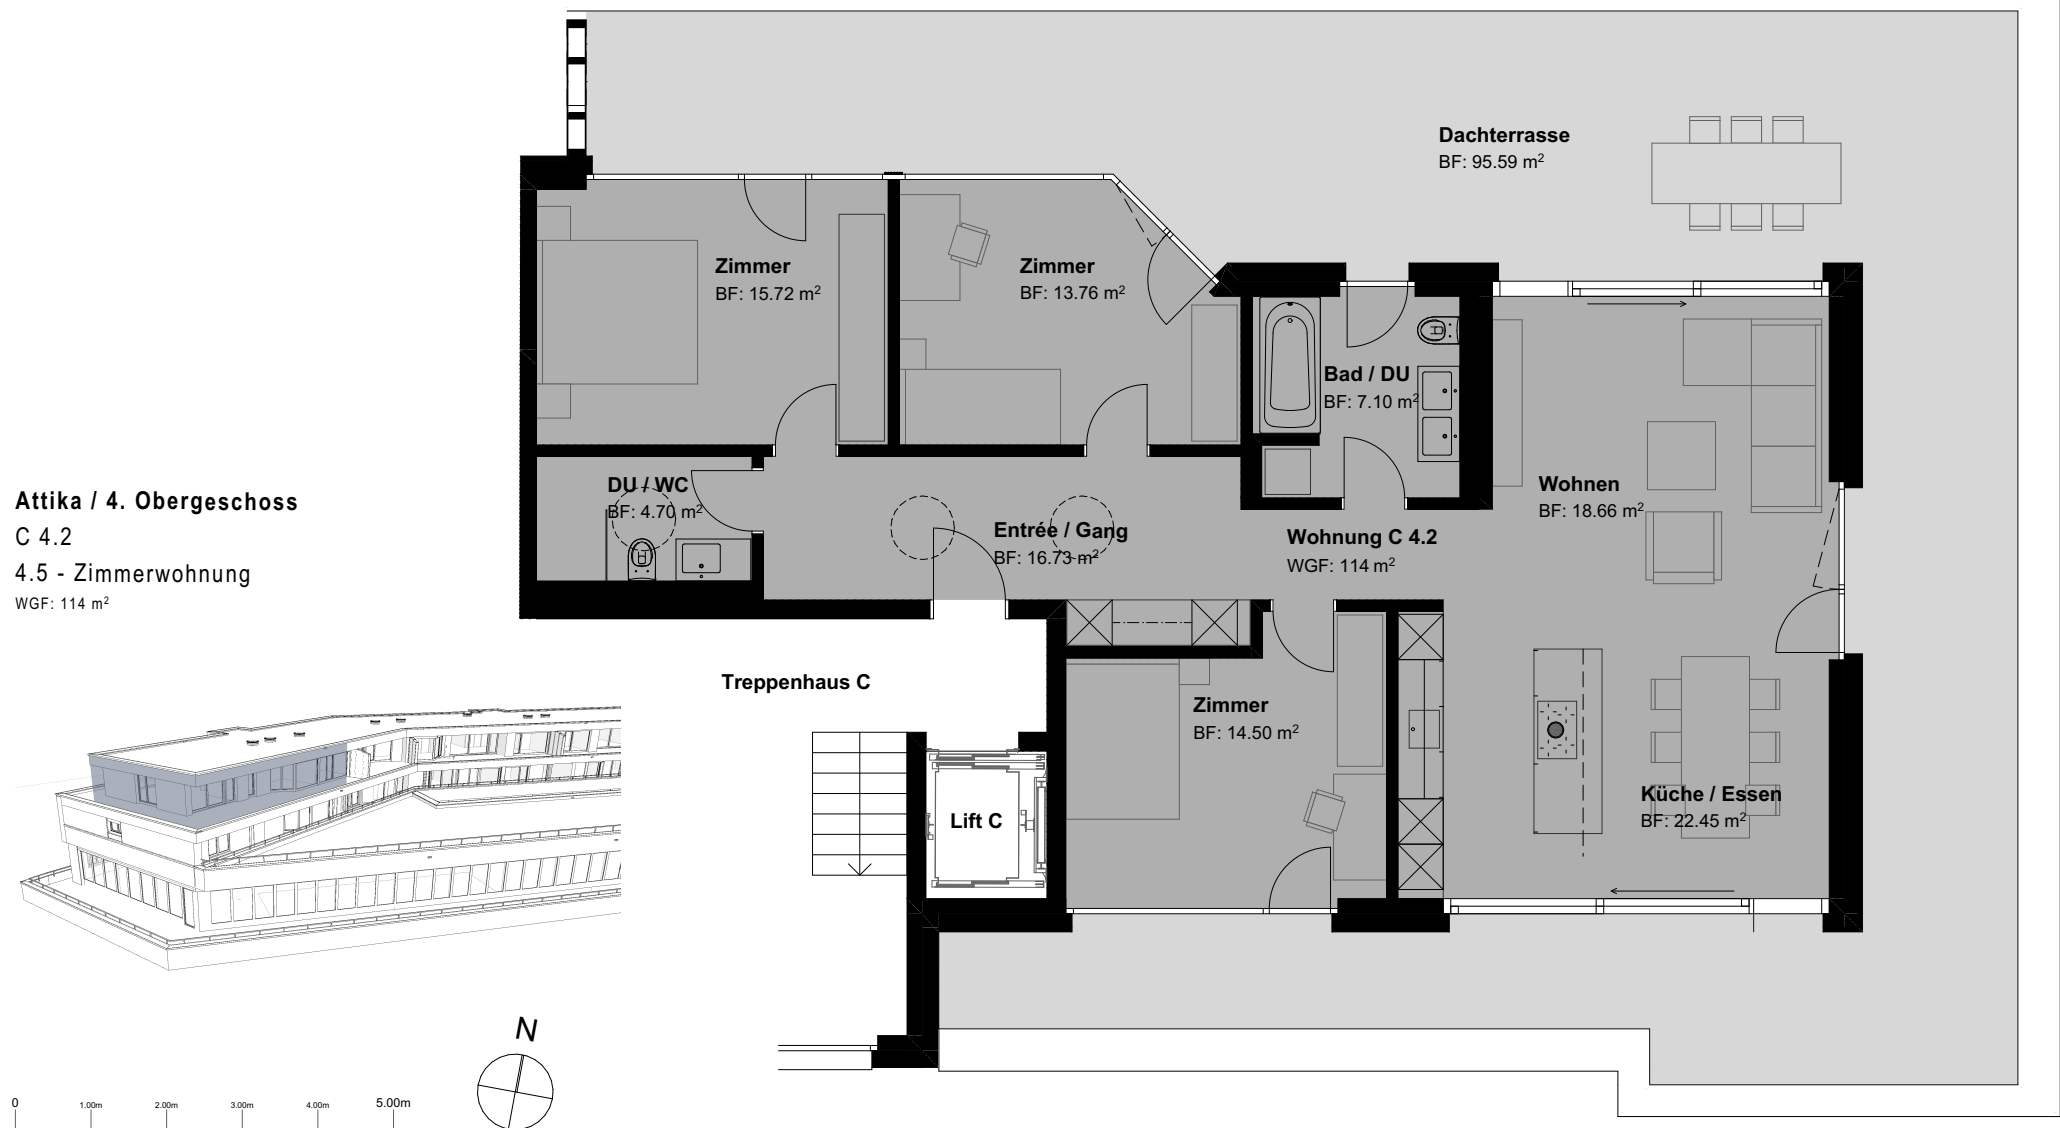 Dachterrasse
BF: 95.59 m²
Zimmer
BF: 15.72 m²
Zimmer
BF: 13.76 m²
Bad / DU
BF: 7.10 m²
Attika / 4. Obergeschoss
C 4.2
4.5 - Zimmerwohnung
WGF: 114 m²
DU / WC
BF: 4.70 m²
Entrée / Gang
BF: 16.73 m²
Wohnung C 4.2
WGF: 114 m²
Wohnen
BF: 18.66 m²
Treppenhaus C
Zimmer
BF: 14.50 m²
Lift C
Küche / Essen
BF: 22.45 m²
N
0 1.00m 2.00m 3.00m 4.00m 5.00m